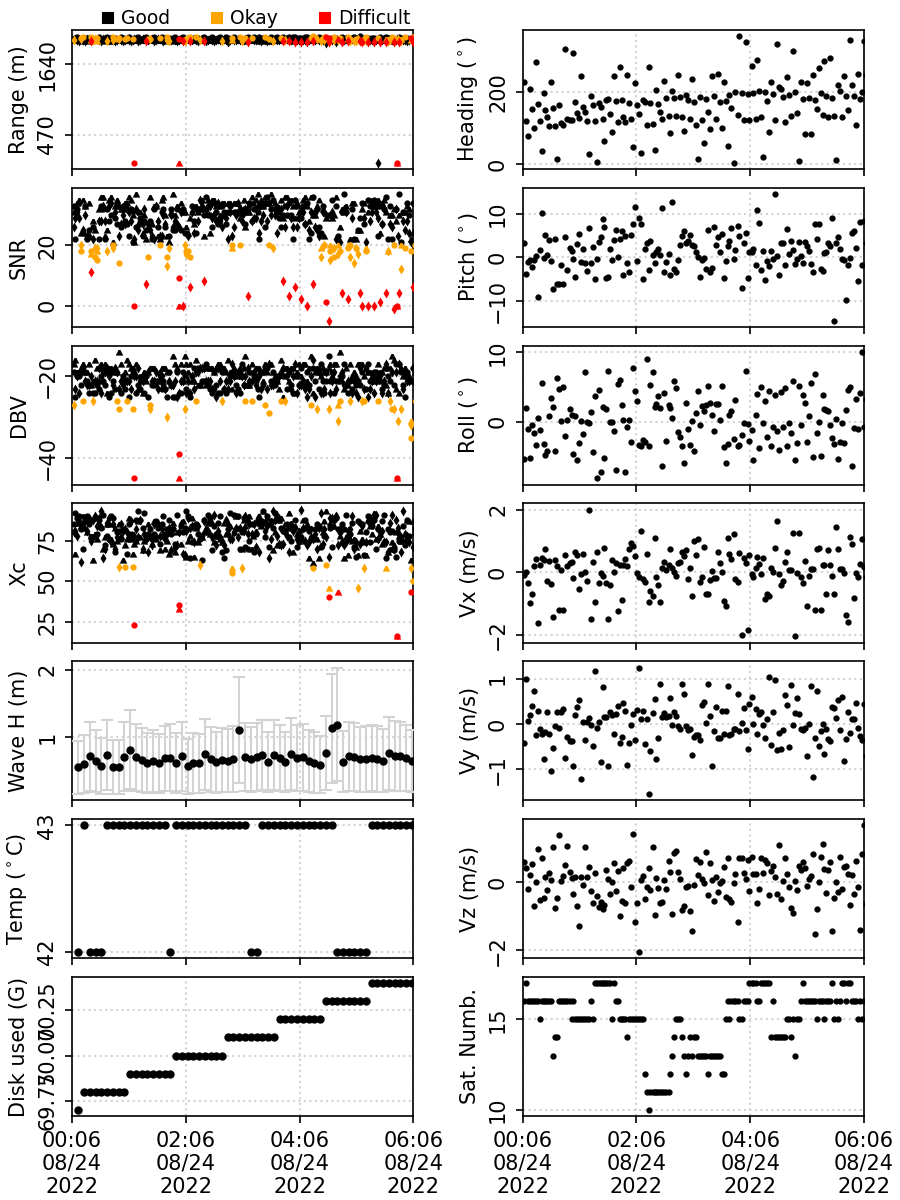 Good Okay Difficult
Range (m)
1640
470
Heading (°)
200
0
SNR
20
0
Pitch (°)
10
0
−10
DBV
−20
−40
Roll (°)
10
0
Xc
75
50
25
Vx (m/s)
2
0
−2
Wave H (m)
2
1
Vy (m/s)
1
0
−1
Temp (°C)
43
42
Vz (m/s)
0
−2
Disk used (G)
70.25
70.00
69.75
Sat. Numb.
15
10
00:06 02:06 04:06 06:06
08/24 08/24 08/24 08/24
2022 2022 2022 2022
00:06 02:06 04:06 06:06
08/24 08/24 08/24 08/24
2022 2022 2022 2022